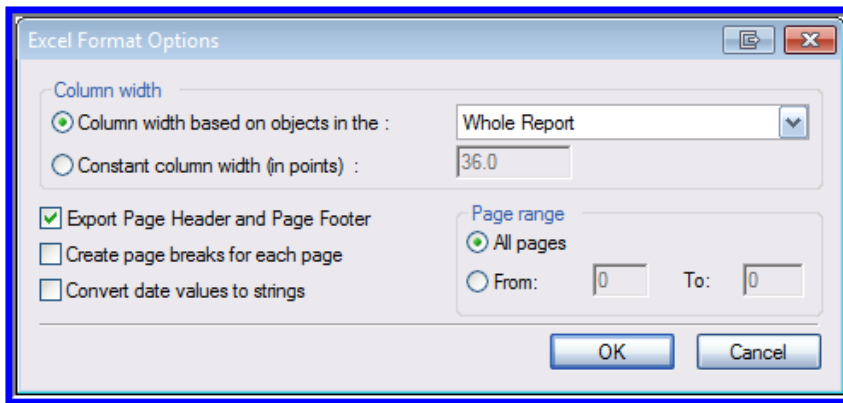 Excel Format Options
Column width
Column width based on objects in the :
Whole Report
Constant column width (in points) :
36.0
Export Page Header and Page Footer
Create page breaks for each page
Convert date values to strings
Page range
All pages
From: 0 To: 0
OK Cancel